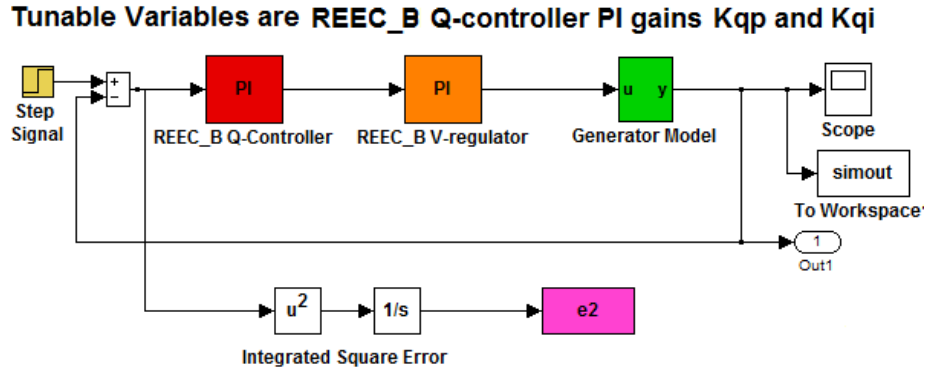 Tunable Variables are REEC_B Q-controller PI gains Kqp and Kqi
+
−
Step
Signal
PI
REEC_B Q-Controller
PI
REEC_B V-regulator
u y
Generator Model
Scope
simout
To Workspace
1
Out1
u2
1/s
e2
Integrated Square Error